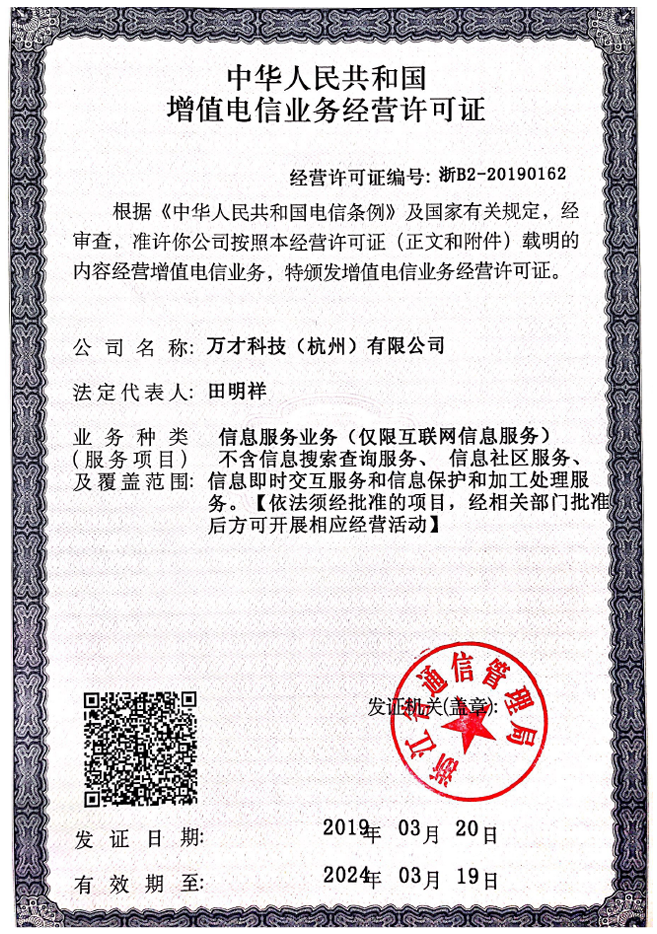 中华人民共和国
增值电信业务经营许可证
经营许可证编号: 浙B2-20190162
根据《中华人民共和国电信条例》及国家有关规定，经
审查，准许你公司按照本经营许可证（正文和附件）载明的
内容经营增值电信业务，特颁发增值电信业务经营许可证。
公司名称: 万才科技（杭州）有限公司
法定代表人: 田明祥
业务种类 信息服务业务（仅限互联网信息服务）
(服务项目) 不含信息搜索查询服务、 信息社区服务、
及覆盖范围: 信息即时交互服务和信息保护和加工处理服
务。【依法须经批准的项目，经相关部门批准
后方可开展相应经营活动】
浙江省通信管理局
发证机关(盖章):
发证日期: 2019年 03月 20日
有效期至: 2024年 03月 19日